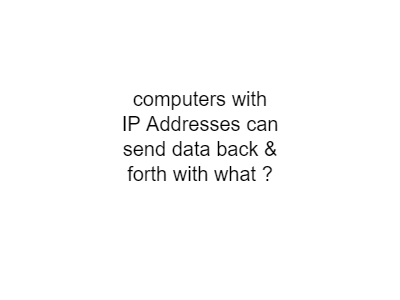 computers with
IP Addresses can
send data back &
forth with what ?